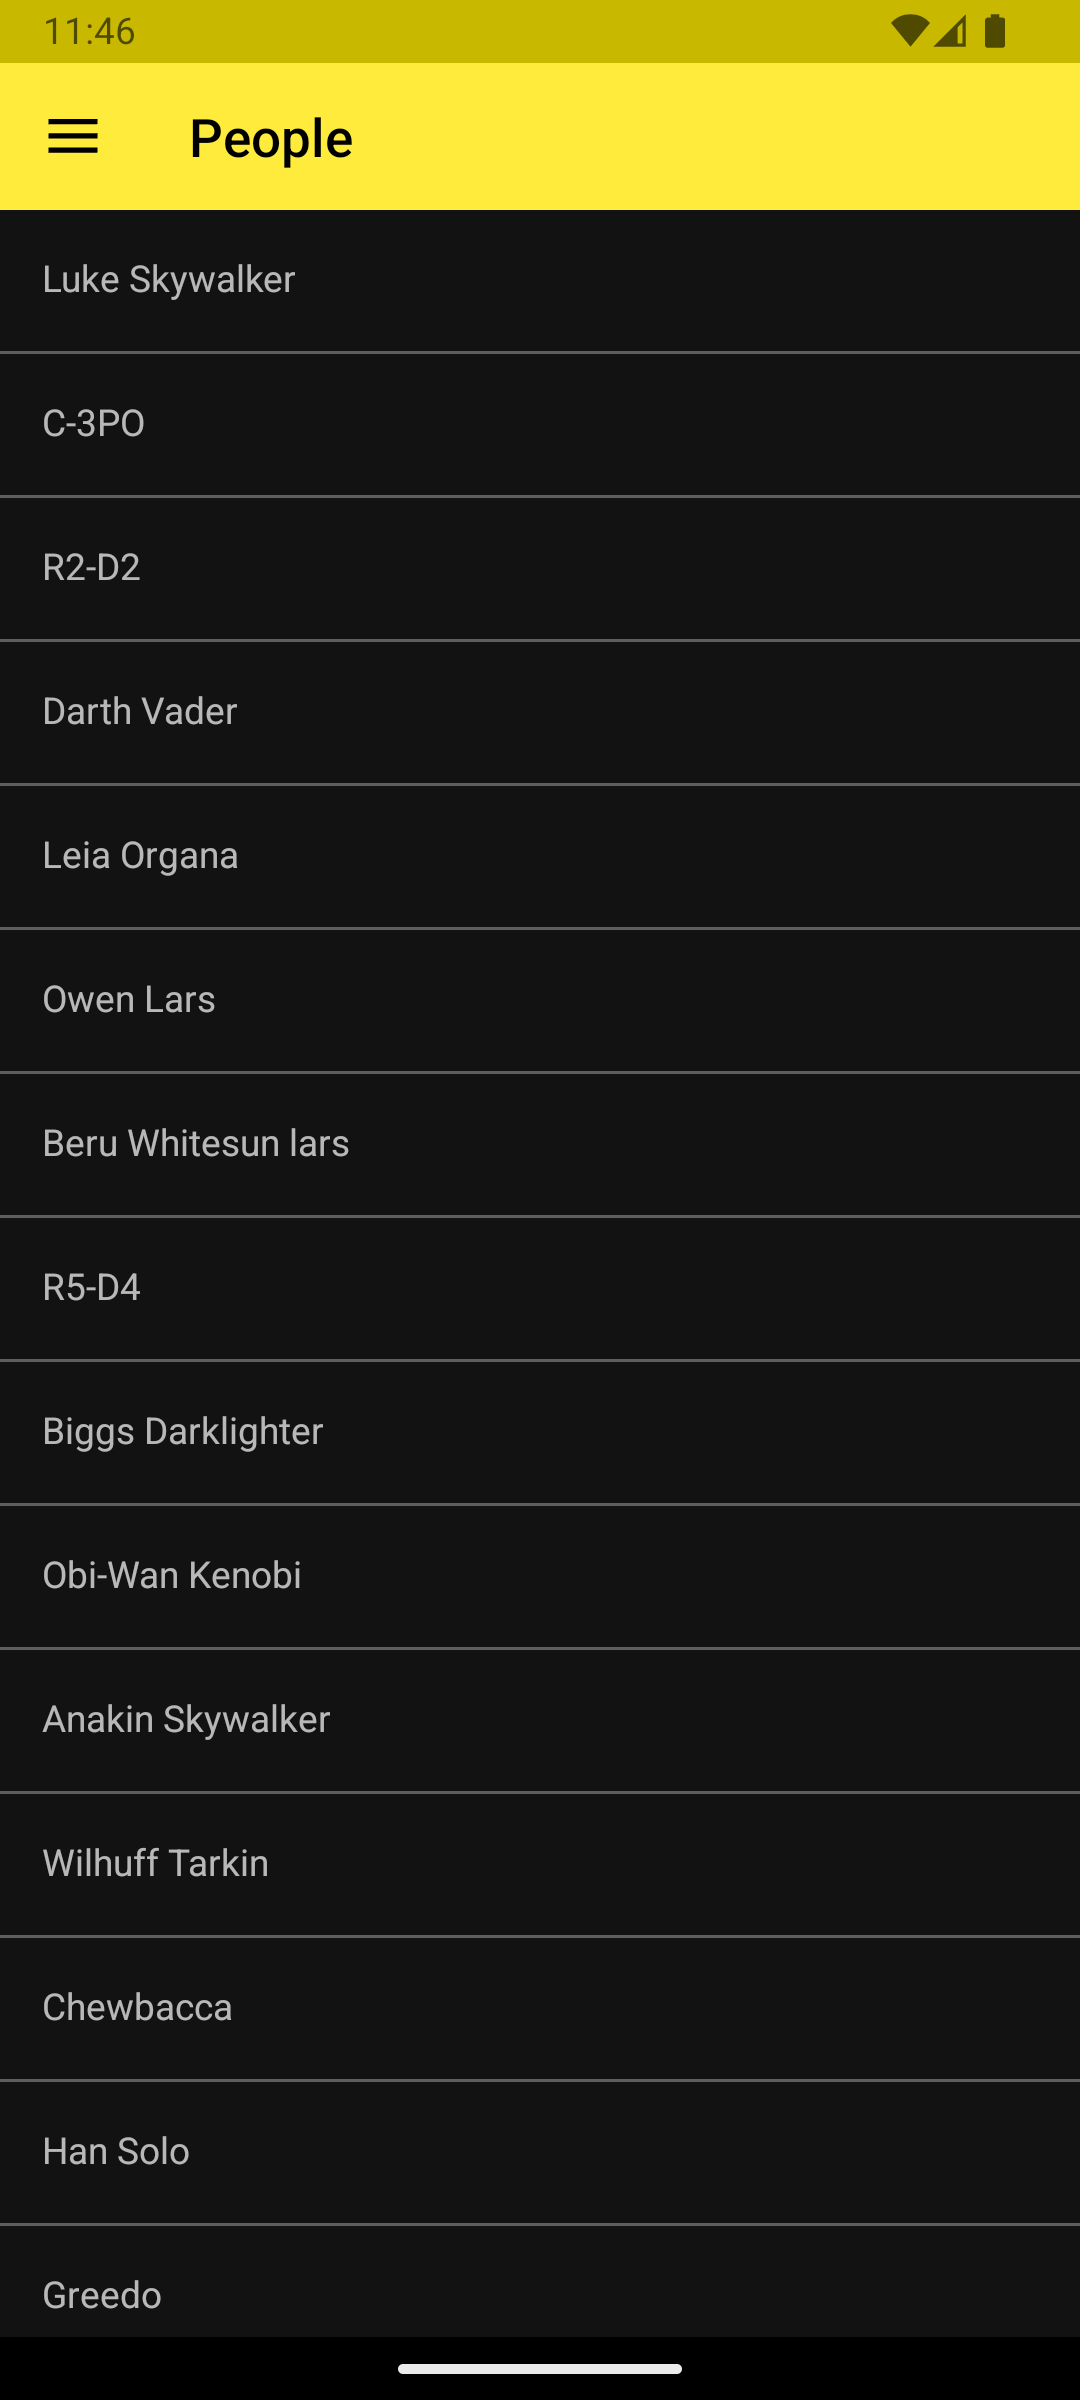 11:46
People
Luke Skywalker
C-3PO
R2-D2
Darth Vader
Leia Organa
Owen Lars
Beru Whitesun lars
R5-D4
Biggs Darklighter
Obi-Wan Kenobi
Anakin Skywalker
Wilhuff Tarkin
Chewbacca
Han Solo
Greedo